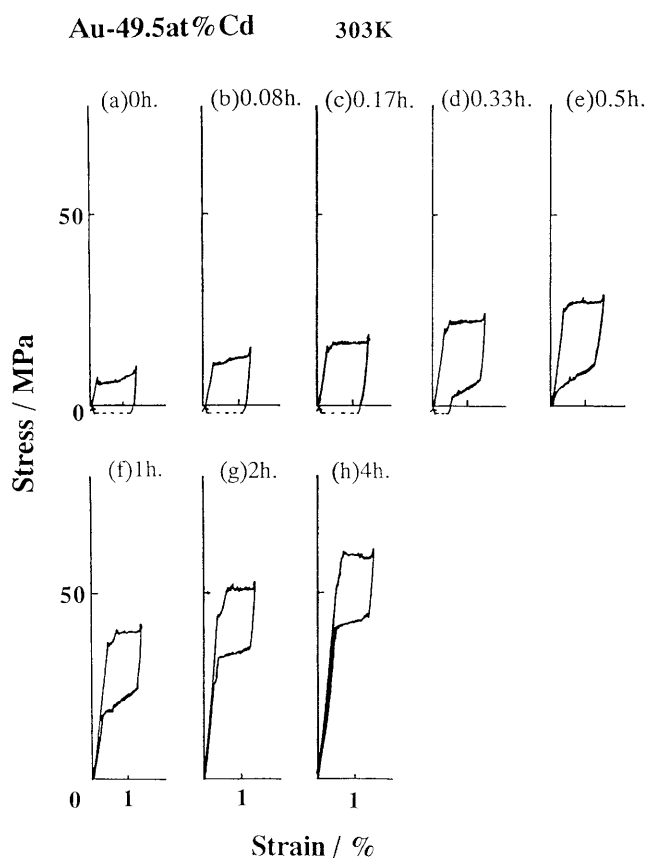 Au-49.5at%Cd 303K
(a)0h. (b)0.08h. (c)0.17h. (d)0.33h. (e)0.5h.
50
0
Stress / MPa
(f)1h. (g)2h. (h)4h.
50
0 1 1 1
Strain / %